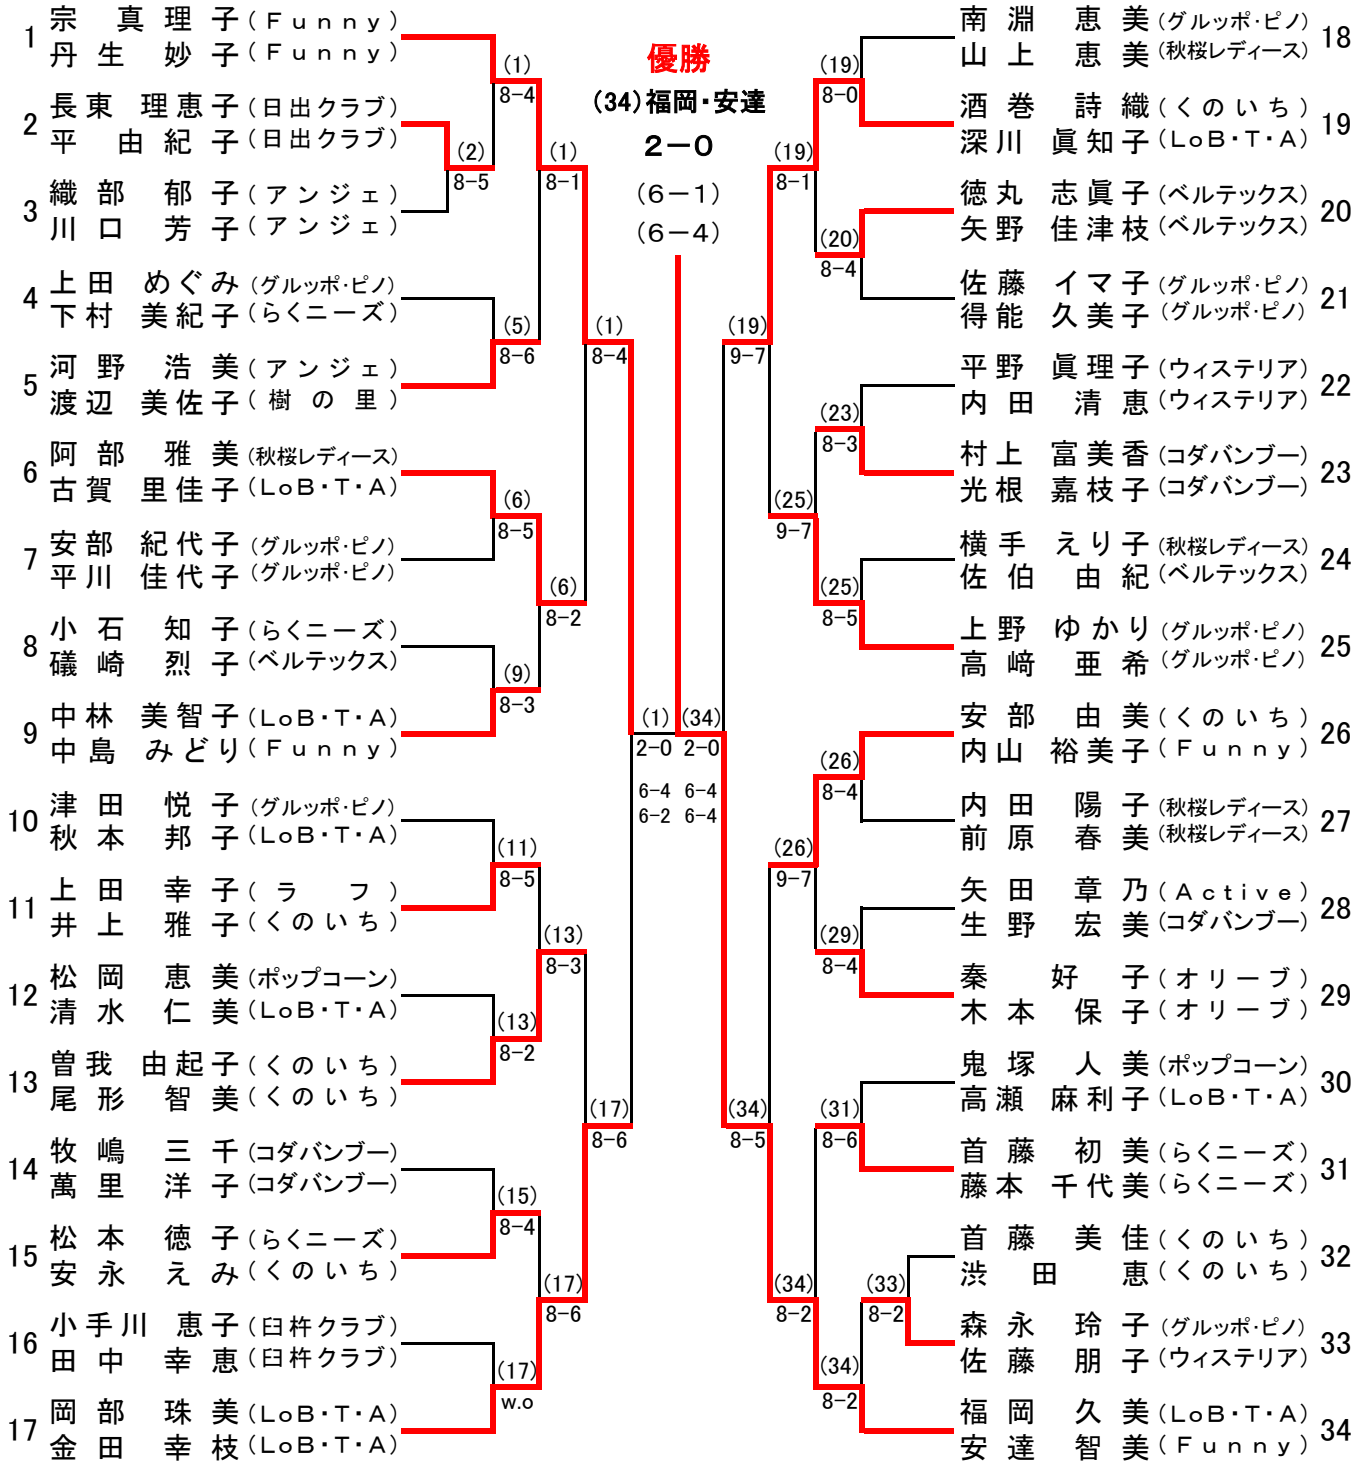 優勝
(34)福岡・安達
2－0
(6－1)
(6－4)
1 宗 真理子(Funny)
丹生 妙子(Funny)
2 長東 理恵子(日出クラブ)
平 由紀子(日出クラブ)
3 織部 郁子(アンジェ)
川口 芳子(アンジェ)
4 上田 めぐみ(グルッポ・ピノ)
下村 美紀子(らくニーズ)
5 河野 浩美(アンジェ)
渡辺 美佐子(樹の里)
6 阿部 雅美(秋桜レディース)
古賀 里佳子(LoB・T・A)
7 安部 紀代子(グルッポ・ピノ)
平川 佳代子(グルッポ・ピノ)
8 小石 知子(らくニーズ)
礒崎 烈子(ベルテックス)
9 中林 美智子(LoB・T・A)
中島 みどり(Funny)
10 津田 悦子(グルッポ・ピノ)
秋本 邦子(LoB・T・A)
11 上田 幸子(ラフ)
井上 雅子(くのいち)
12 松岡 恵美(ポップコーン)
清水 仁美(LoB・T・A)
13 曽我 由起子(くのいち)
尾形 智美(くのいち)
14 牧嶋 三千(コダバンブー)
萬里 洋子(コダバンブー)
15 松本 徳子(らくニーズ)
安永 えみ(くのいち)
16 小手川 恵子(臼杵クラブ)
田中 幸恵(臼杵クラブ)
17 岡部 珠美(LoB・T・A)
金田 幸枝(LoB・T・A)
(2)
8-5
(1)
8-4
(5)
8-6
(6)
8-5
(9)
8-3
(11)
8-5
(13)
8-2
(15)
8-4
(17)
w.o
(1)
8-1
(6)
8-2
(13)
8-3
(17)
8-6
(1)
8-4
(17)
8-6
(1)
2-0
6-4
6-2
(34)
2-0
6-4
6-4
(19)
9-7
(34)
8-5
(19)
8-1
(25)
9-7
(26)
9-7
(34)
8-2
(19)
8-0
(20)
8-4
(23)
8-3
(25)
8-5
(26)
8-4
(29)
8-4
(31)
8-6
(34)
8-2
(33)
8-2
南淵 恵美(グルッポ・ピノ) 18
山上 恵美(秋桜レディース)
酒巻 詩織(くのいち) 19
深川 眞知子(LoB・T・A)
徳丸 志眞子(ベルテックス) 20
矢野 佳津枝(ベルテックス)
佐藤 イマ子(グルッポ・ピノ) 21
得能 久美子(グルッポ・ピノ)
平野 眞理子(ウィステリア) 22
内田 清恵(ウィステリア)
村上 富美香(コダバンブー) 23
光根 嘉枝子(コダバンブー)
横手 えり子(秋桜レディース) 24
佐伯 由紀(ベルテックス)
上野 ゆかり(グルッポ・ピノ) 25
高﨑 亜希(グルッポ・ピノ)
安部 由美(くのいち) 26
内山 裕美子(Funny)
内田 陽子(秋桜レディース) 27
前原 春美(秋桜レディース)
矢田 章乃(Active) 28
生野 宏美(コダバンブー)
秦 好子(オリーブ) 29
木本 保子(オリーブ)
鬼塚 人美(ポップコーン) 30
高瀬 麻利子(LoB・T・A)
首藤 初美(らくニーズ) 31
藤本 千代美(らくニーズ)
首藤 美佳(くのいち) 32
渋田 恵(くのいち)
森永 玲子(グルッポ・ピノ) 33
佐藤 朋子(ウィステリア)
福岡 久美(LoB・T・A) 34
安達 智美(Funny)